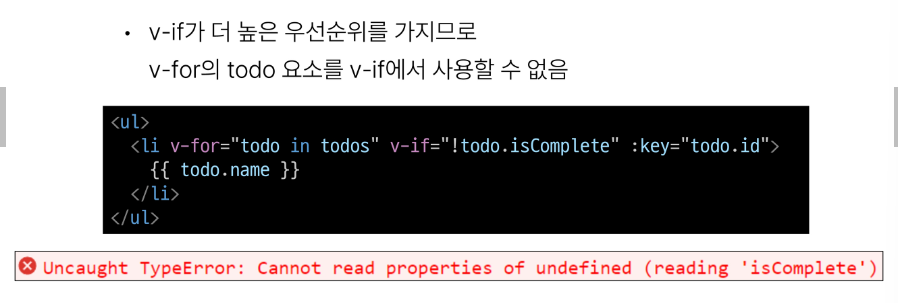 • v-if가 더 높은 우선순위를 가지므로
v-for의 todo 요소를 v-if에서 사용할 수 없음
<ul>
  <li v-for="todo in todos" v-if="!todo.isComplete" :key="todo.id">
    {{ todo.name }}
  </li>
</ul>
Uncaught TypeError: Cannot read properties of undefined (reading 'isComplete')